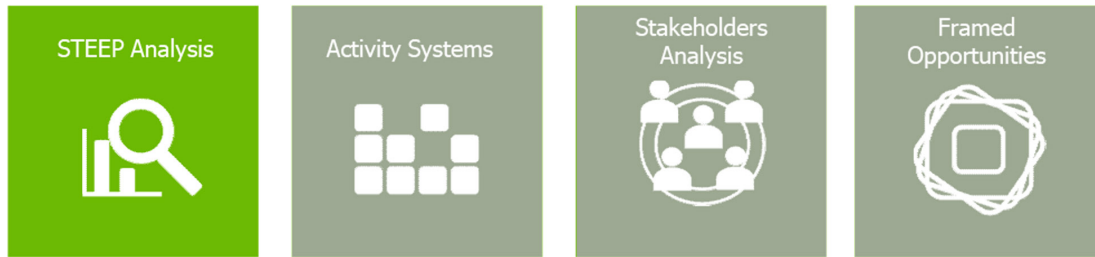 STEEP Analysis
Activity Systems
Stakeholders
Analysis
Framed
Opportunities